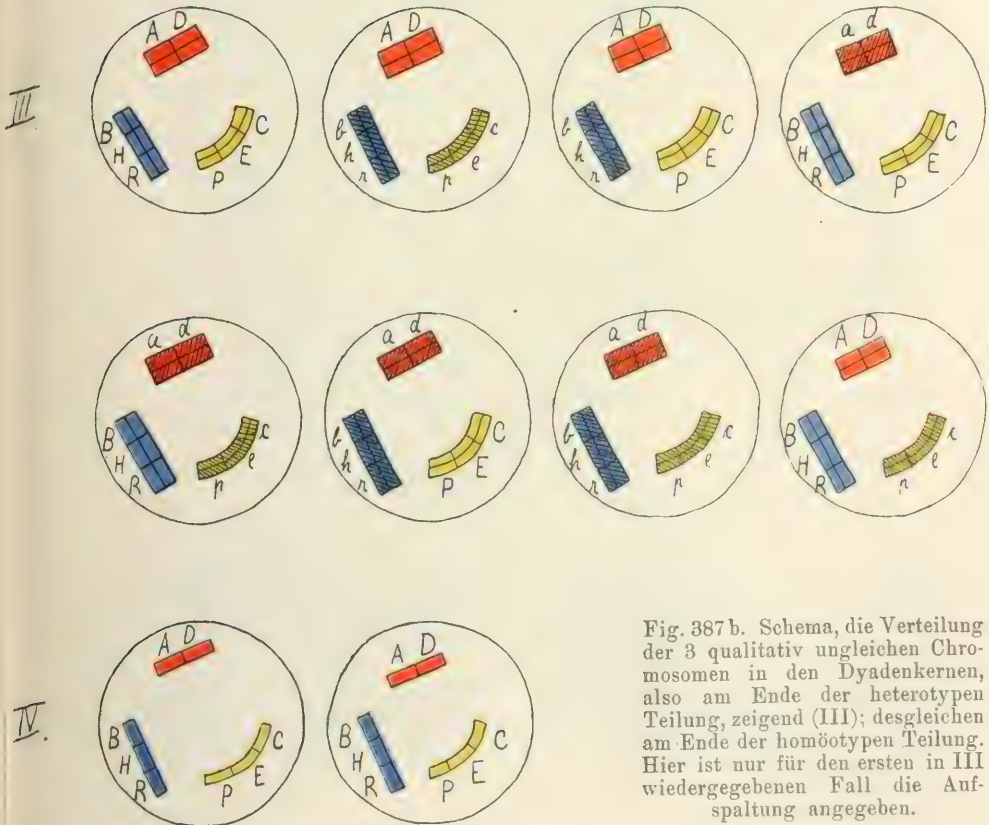 III
A D
B
H
R
C
E
P
A D
b
h
r
c
e
p
A D
b
h
r
C
E
P
a d
B
H
R
C
E
P
a d
B
H
R
c
e
p
a d
b
h
r
C
E
P
a d
b
h
r
c
e
p
A D
B
H
R
c
e
p
IV.
A D
B
H
R
C
E
P
A D
B
H
R
C
E
P
Fig. 387 b. Schema, die Verteilung
der 3 qualitativ ungleichen Chro-
mosomen in den Dyadenkernen,
also am Ende der heterotypen
Teilung, zeigend (III); desgleichen
am Ende der homöotypen Teilung.
Hier ist nur für den ersten in III
wiedergegebenen Fall die Auf-
spaltung angegeben.